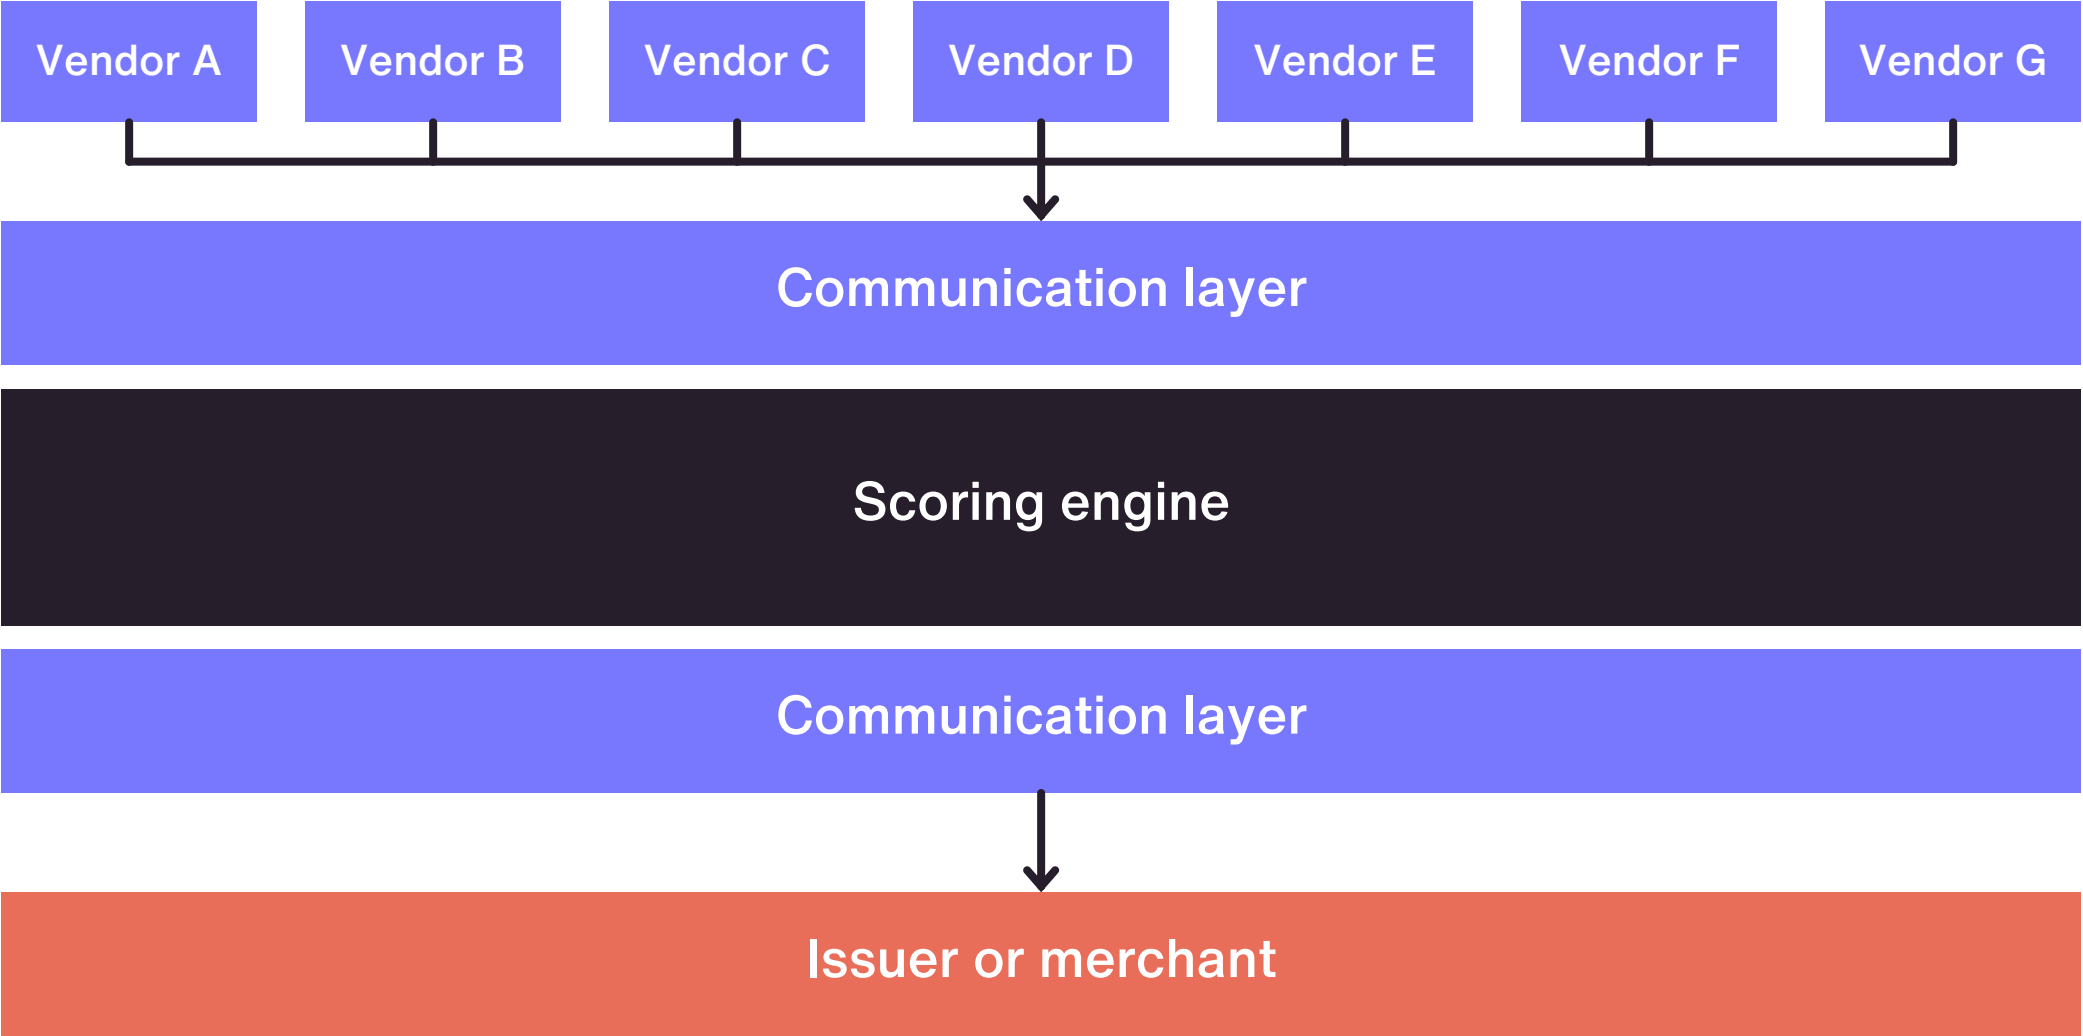 Vendor A
Vendor B
Vendor C
Vendor D
Vendor E
Vendor F
Vendor G
Communication layer
Scoring engine
Communication layer
Issuer or merchant